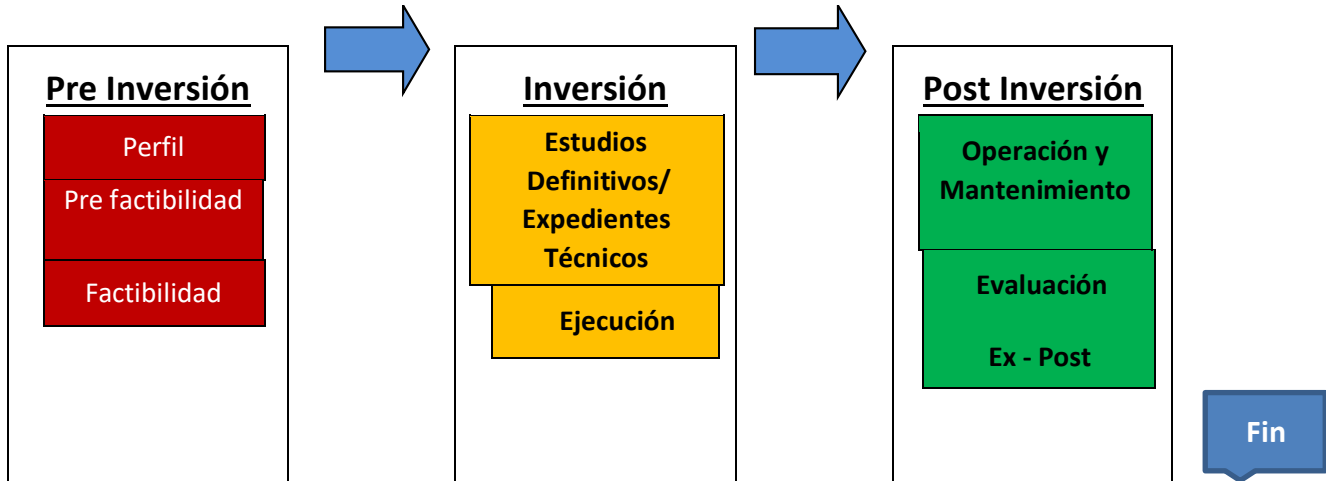 Pre Inversión
Perfil
Pre factibilidad
Factibilidad
Inversión
Estudios
Definitivos/
Expedientes
Técnicos
Ejecución
Post Inversión
Operación y
Mantenimiento
Evaluación
Ex - Post
Fin